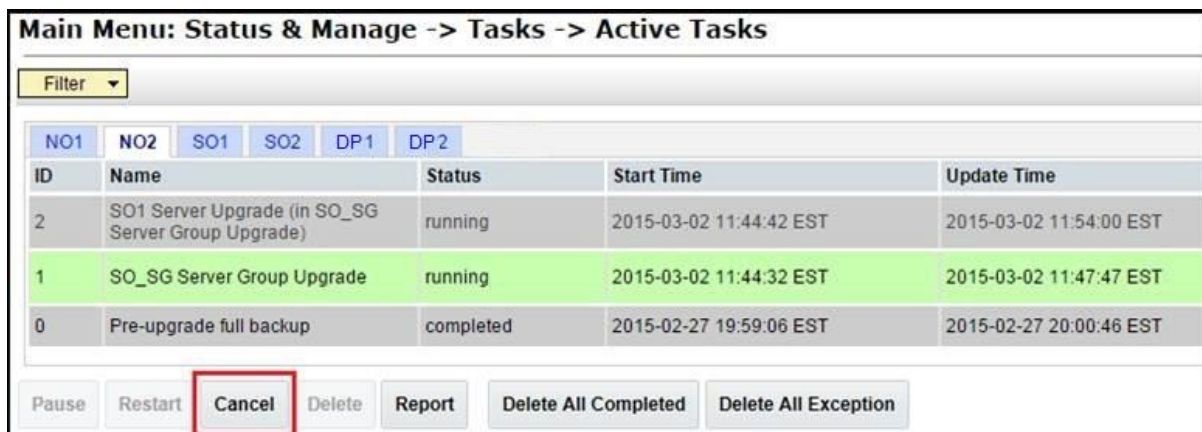 Main Menu: Status & Manage -> Tasks -> Active Tasks
Filter
NO1 NO2 SO1 SO2 DP1 DP2
ID Name Status Start Time Update Time
2 SO1 Server Upgrade (in SO_SG Server Group Upgrade) running 2015-03-02 11:44:42 EST 2015-03-02 11:54:00 EST
1 SO_SG Server Group Upgrade running 2015-03-02 11:44:32 EST 2015-03-02 11:47:47 EST
0 Pre-upgrade full backup completed 2015-02-27 19:59:06 EST 2015-02-27 20:00:46 EST
Pause Restart Cancel Delete Report Delete All Completed Delete All Exception